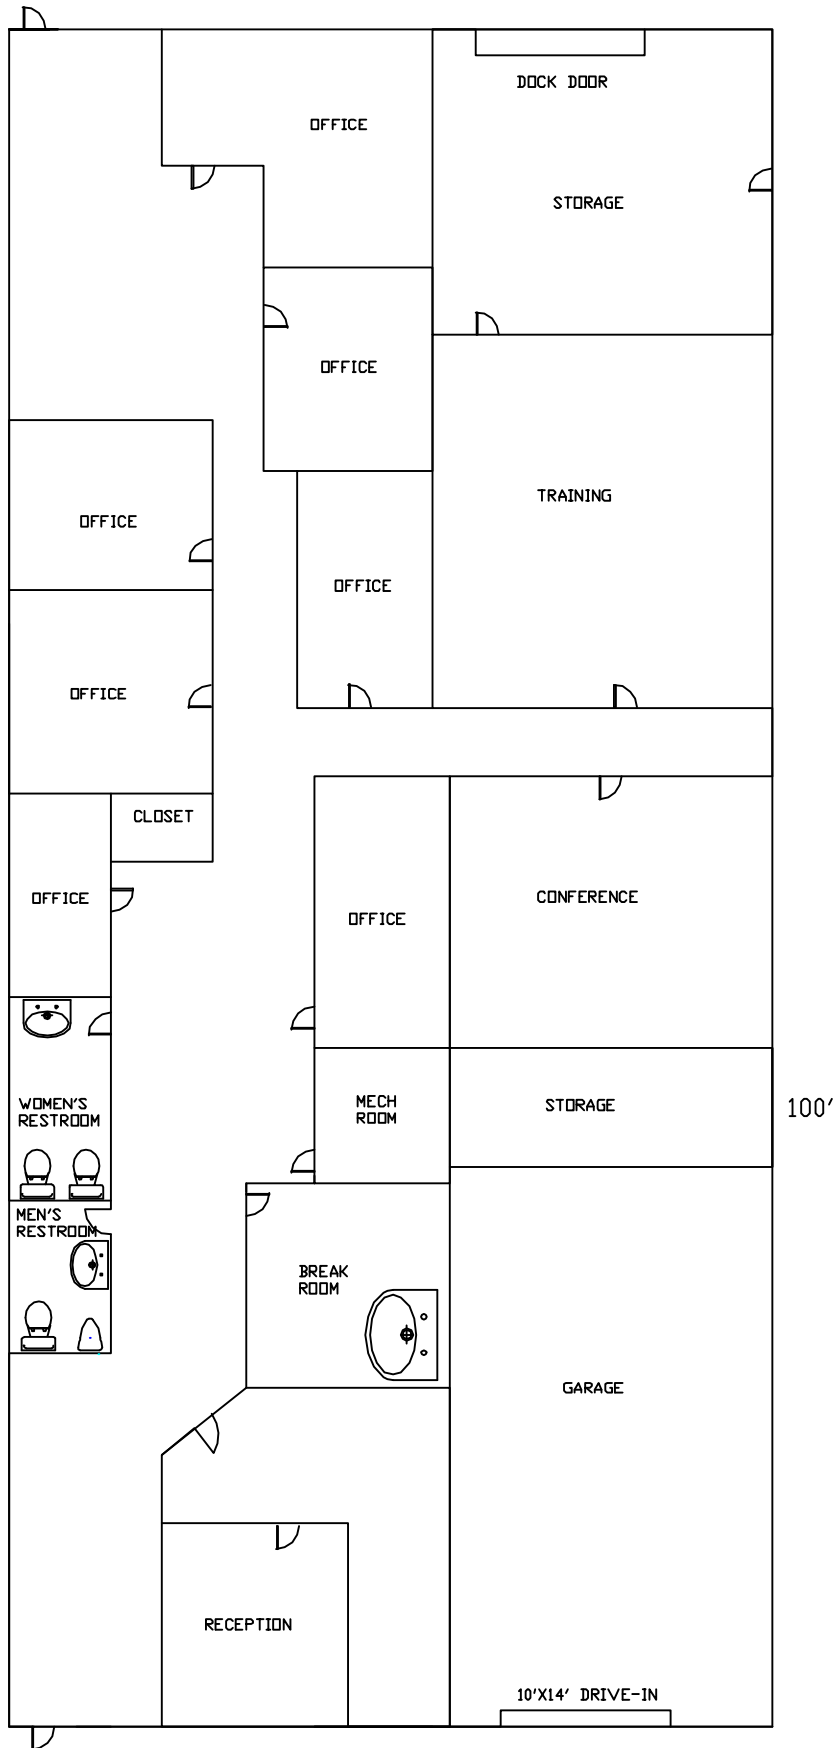 DOCK DOOR
OFFICE
STORAGE
OFFICE
TRAINING
OFFICE
OFFICE
OFFICE
CLOSET
OFFICE
CONFERENCE
OFFICE
WOMEN'S
RESTROOM
MECH
ROOM
STORAGE
100'
MEN'S
RESTROOM
BREAK
ROOM
GARAGE
RECEPTION
10'X14' DRIVE-IN